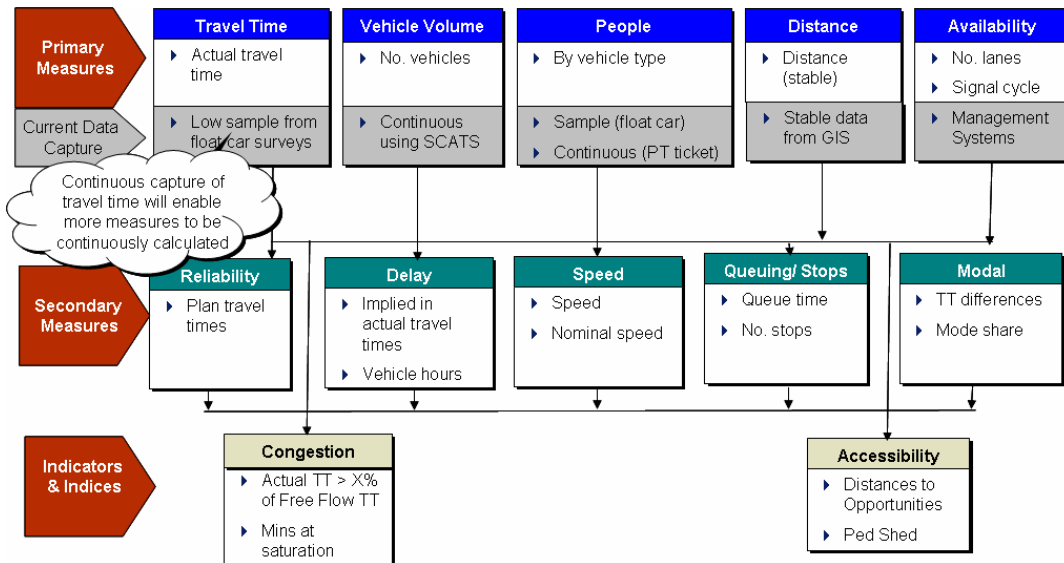 Primary
Measures
Travel Time
Actual travel
time
Vehicle Volume
No. vehicles
People
By vehicle type
Distance
Distance
(stable)
Availability
No. lanes
Signal cycle
Current Data
Capture
Low sample from
float car surveys
Continuous
using SCATS
Sample (float car)
Continuous (PT ticket)
Stable data
from GIS
Management
Systems
Continuous capture of
travel time will enable
more measures to be
continuously calculated
Secondary
Measures
Reliability
Plan travel
times
Delay
Implied in
actual travel
times
Vehicle hours
Speed
Speed
Nominal speed
Queuing/ Stops
Queue time
No. stops
Modal
TT differences
Mode share
Indicators
& Indices
Congestion
Actual TT > X%
of Free Flow TT
Mins at
saturation
Accessibility
Distances to
Opportunities
Ped Shed